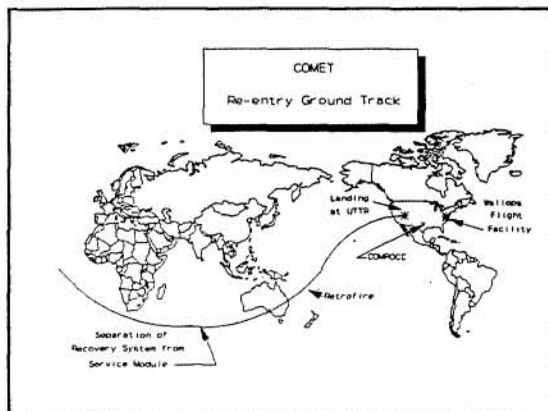 COMET
Re-entry Ground Track
Landing
at UTTR
Wallops
Flight
Facility
COMPOCC
Retrofire
Separation of
Recovery System from
Service Module